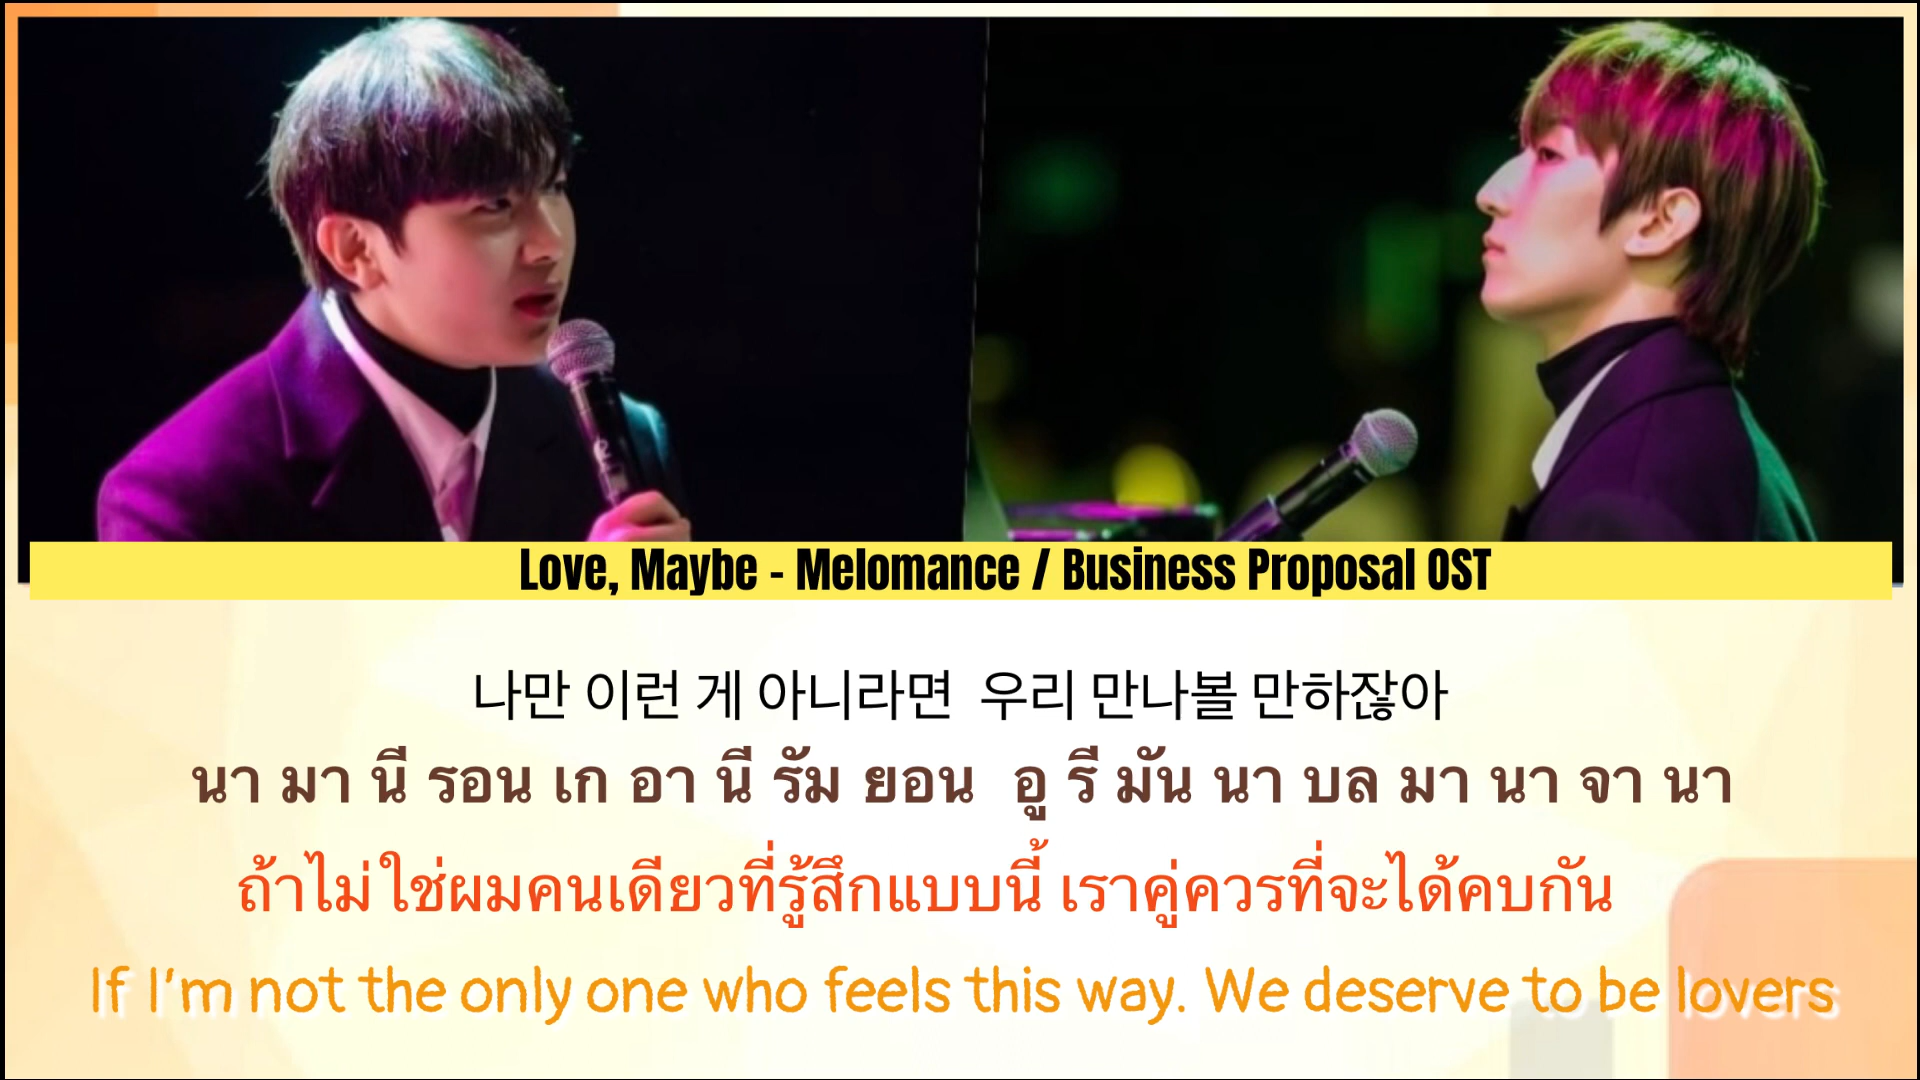 Love, Maybe - Melomance / Business Proposal OST
나만 이런 게 아니라면 우리 만나볼 만하잖아
นา มา นี รอน เก อา นี รัม ยอน อู รี มัน นา บล มา นา จา นา
ถ้าไม่ใช่ผมคนเดียวที่รู้สึกแบบนี้ เราคู่ควรที่จะได้คบกัน
If I'm not the only one who feels this way. We deserve to be lovers